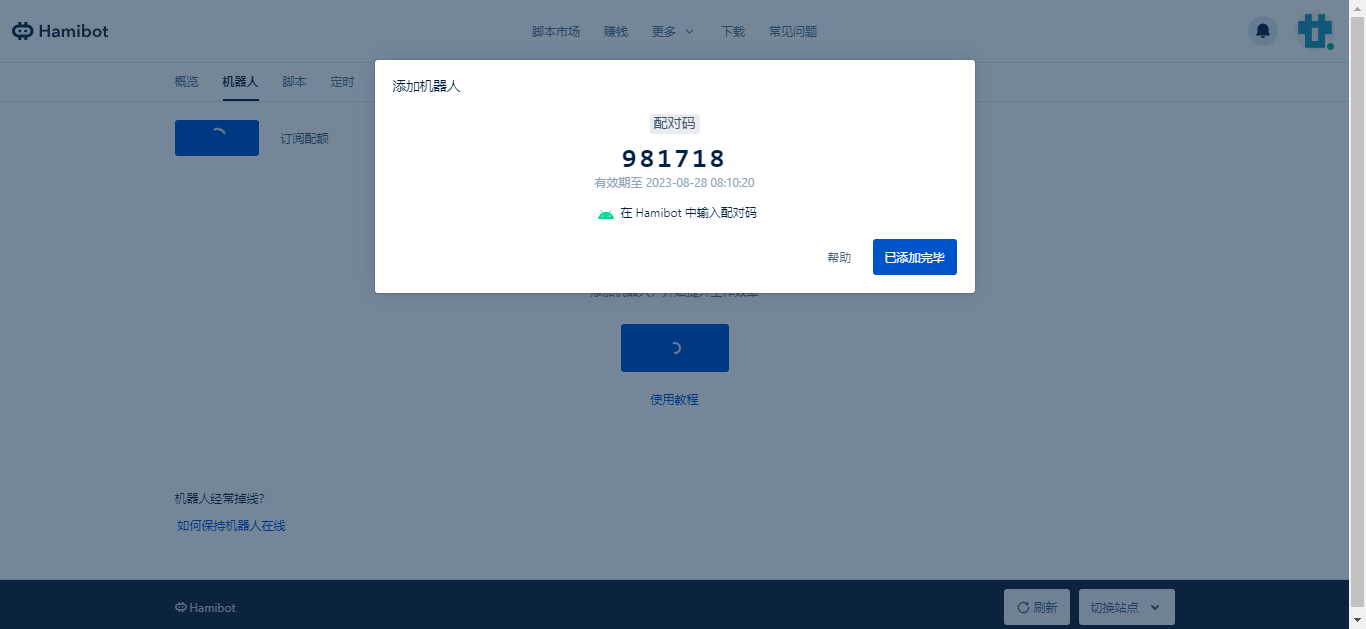 Hamibot
脚本市场 赚钱 更多 下载 常见问题
概览 机器人 脚本 定时
订阅配额
添加机器人
配对码
981718
有效期至 2023-08-28 08:10:20
在 Hamibot 中输入配对码
帮助 已添加完毕
使用教程
机器人经常掉线?
如何保持机器人在线
Hamibot
刷新 切换站点